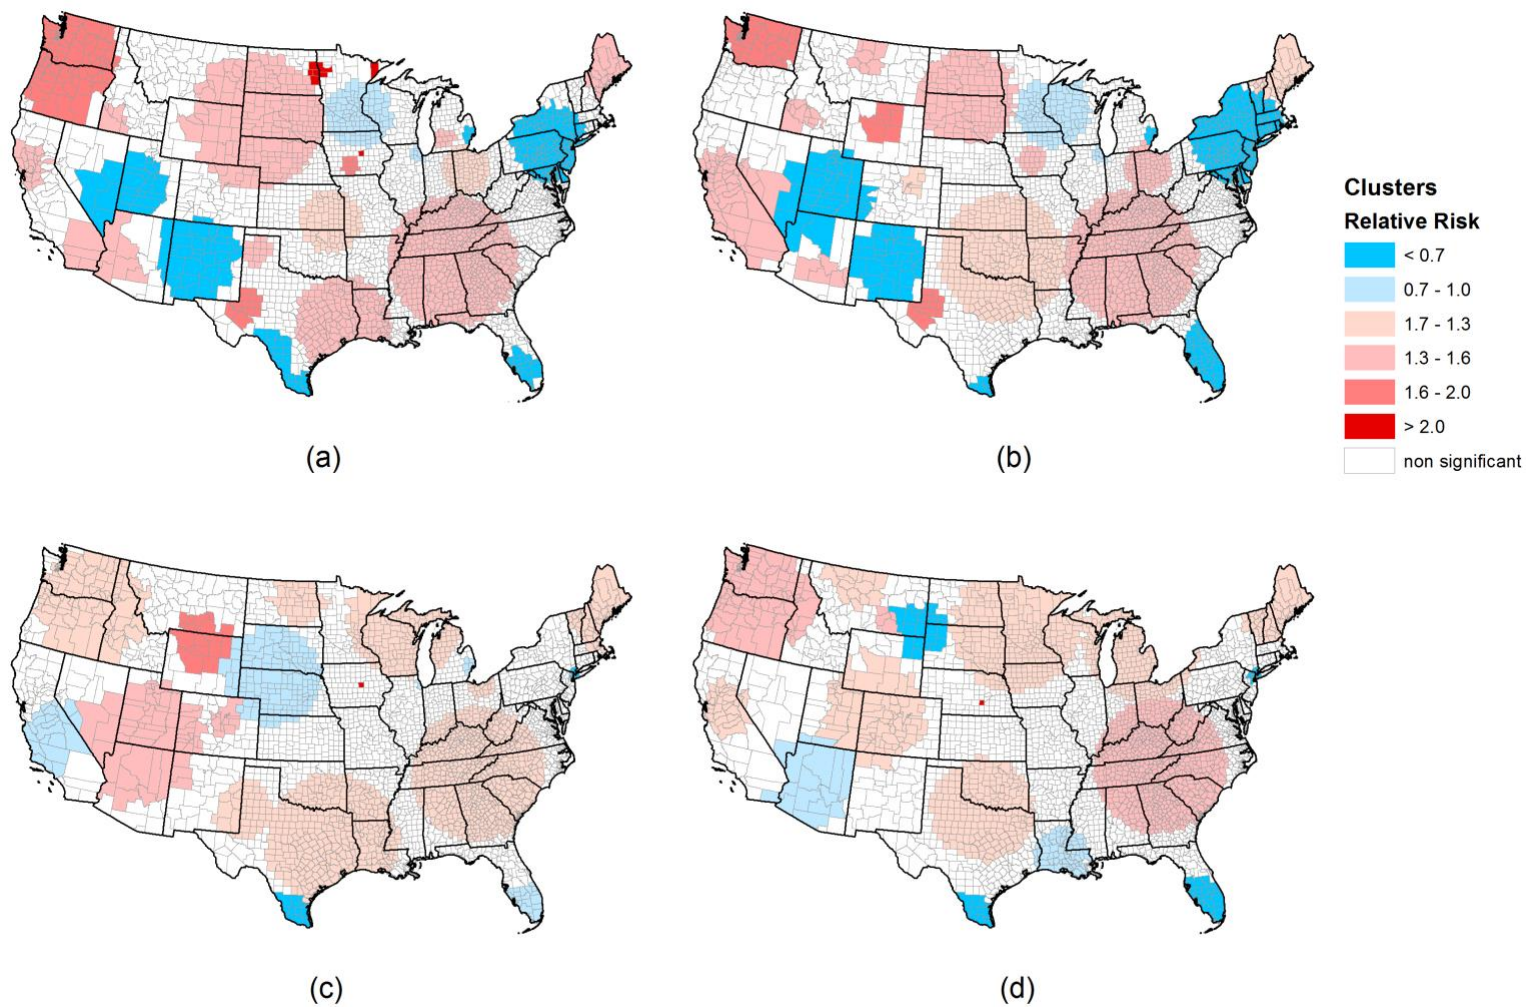 Clusters
Relative Risk
< 0.7
0.7 - 1.0
1.7 - 1.3
1.3 - 1.6
1.6 - 2.0
> 2.0
non significant
(a)
(b)
(c)
(d)